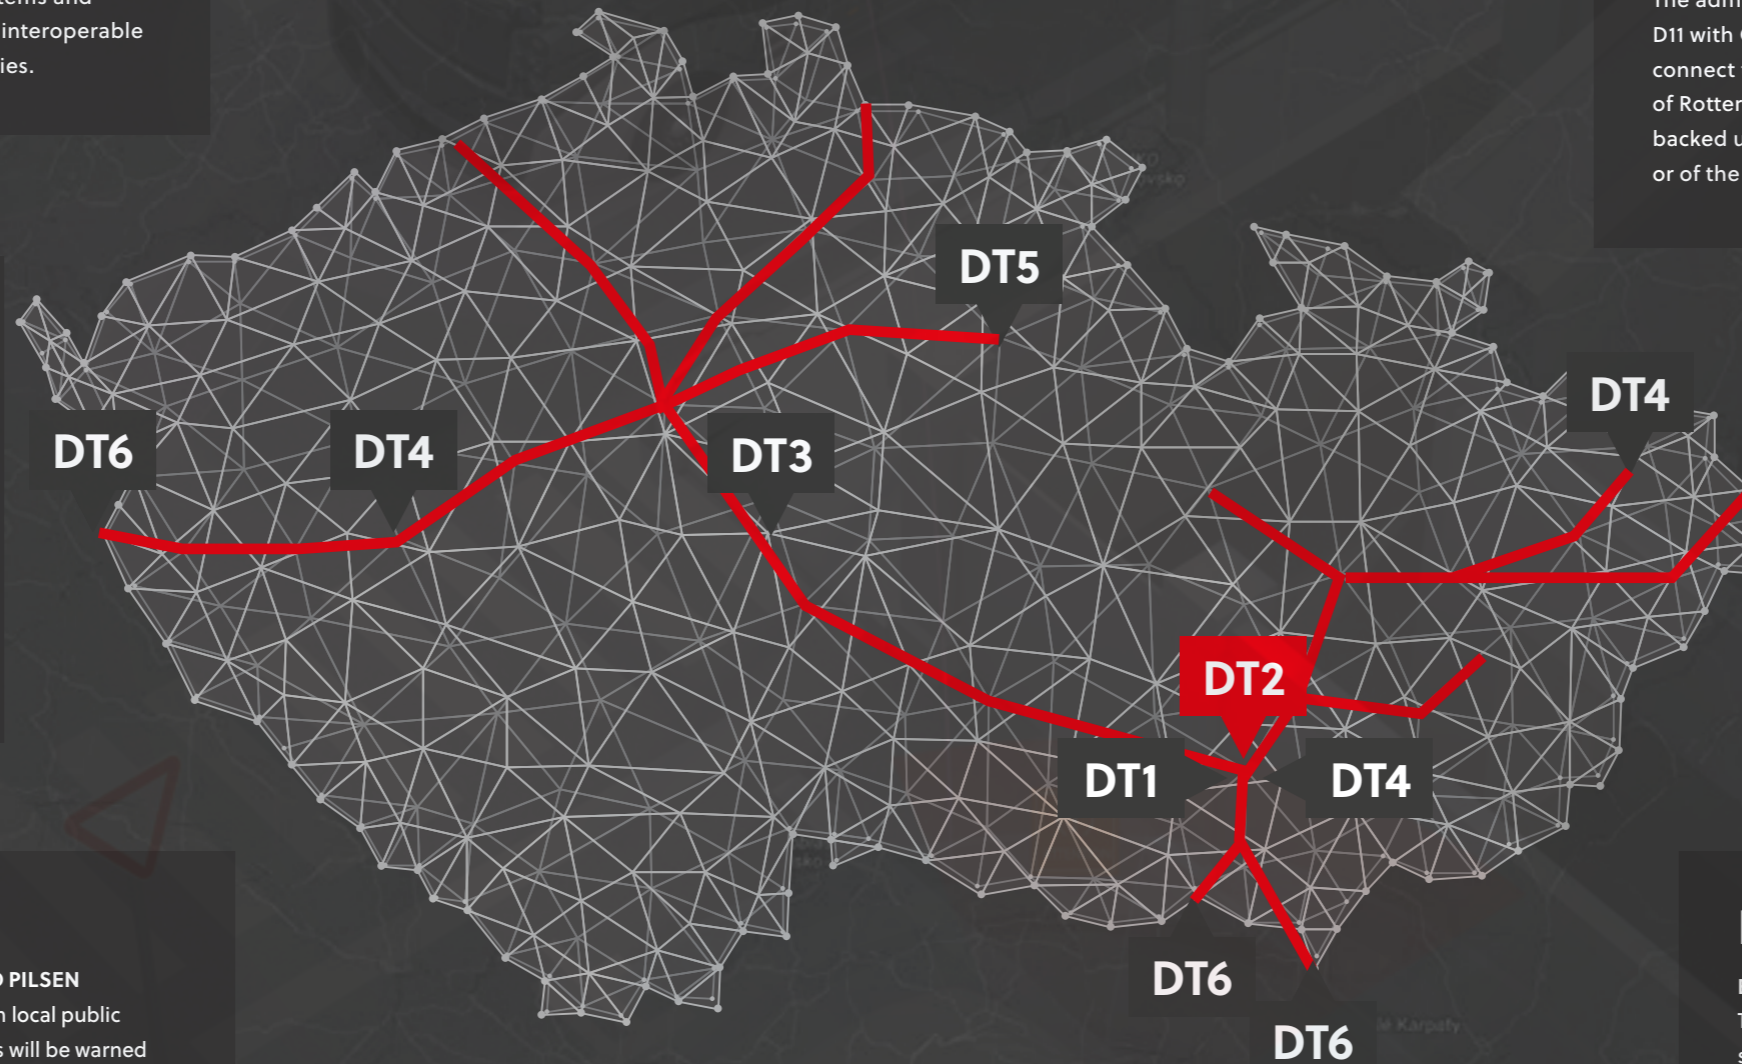 interoperable
ies.
D11 with
connect
of Rotter
backed u
or of the
DT5
DT4
DT6
DT4
DT3
DT2
DT1
DT4
DT6
DT6
PILSEN
local public
will be warned